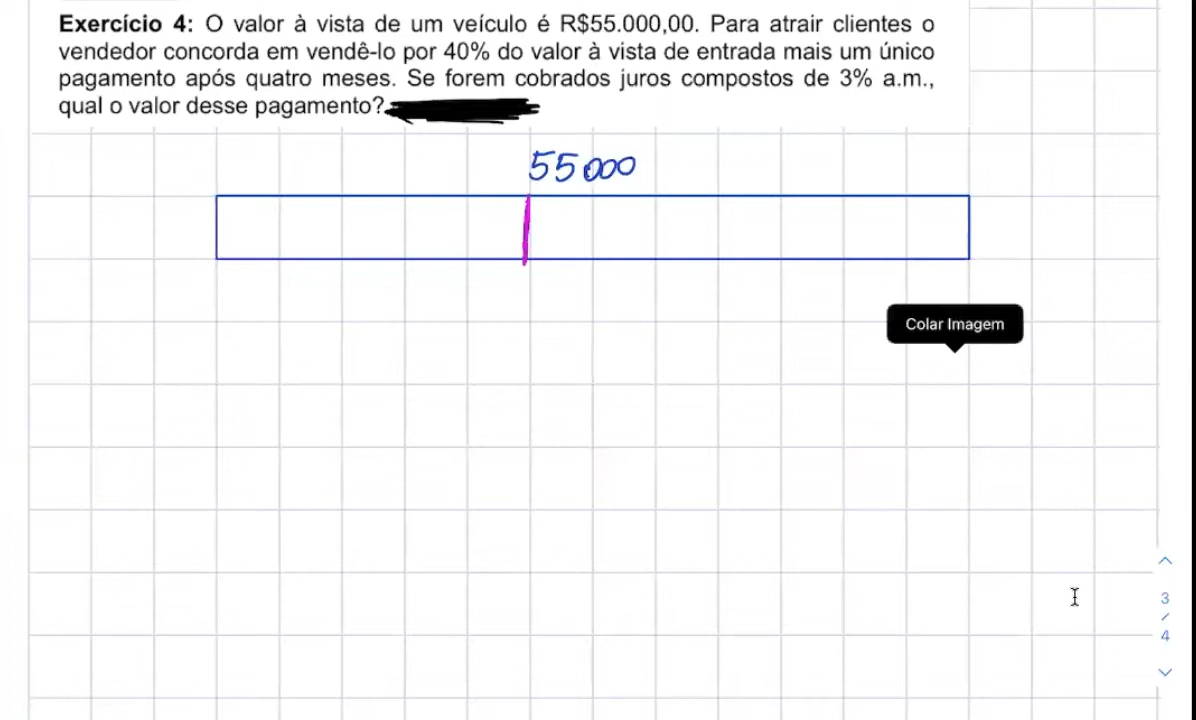 Exercício 4: O valor à vista de um veículo é R$55.000,00. Para atrair clientes o
vendedor concorda em vendê-lo por 40% do valor à vista de entrada mais um único
pagamento após quatro meses. Se forem cobrados juros compostos de 3% a.m.,
qual o valor desse pagamento?
55000
Colar Imagem
3
/
4